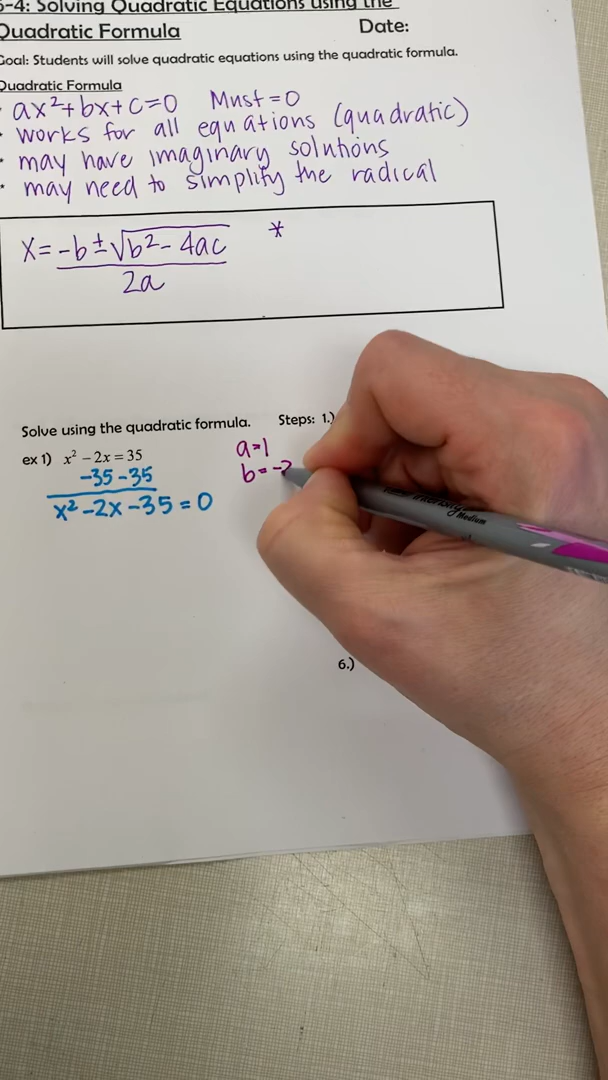 5-4: Solving Quadratic Equations using the
Quadratic Formula Date:
Goal: Students will solve quadratic equations using the quadratic formula.
Quadratic Formula
• ax²+bx+c=0 Must=0
• works for all equations (quadratic)
• may have imaginary solutions
• may need to simplify the radical
X= -b±√b²-4ac / 2a *
Solve using the quadratic formula. Steps: 1.)
ex 1) x² – 2x = 35
-35 -35
x²-2x-35=0
a=1
b=-2
Medium
6.)